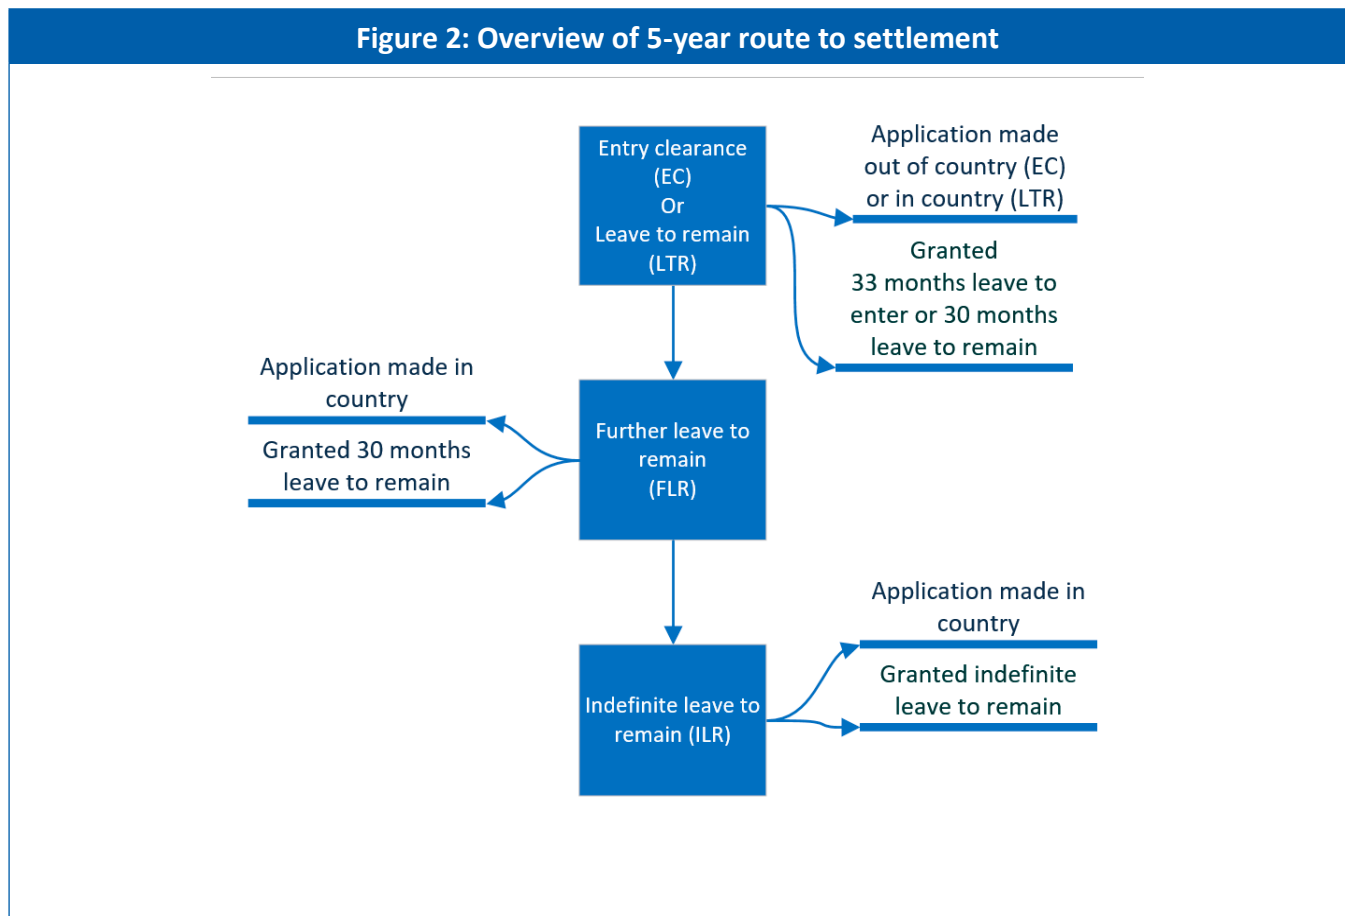 Figure 2: Overview of 5-year route to settlement
Entry clearance
(EC)
Or
Leave to remain
(LTR)
Application made
out of country (EC)
or in country (LTR)
Granted
33 months leave to
enter or 30 months
leave to remain
Application made in
country
Granted 30 months
leave to remain
Further leave to
remain
(FLR)
Application made in
country
Granted indefinite
leave to remain
Indefinite leave to
remain (ILR)